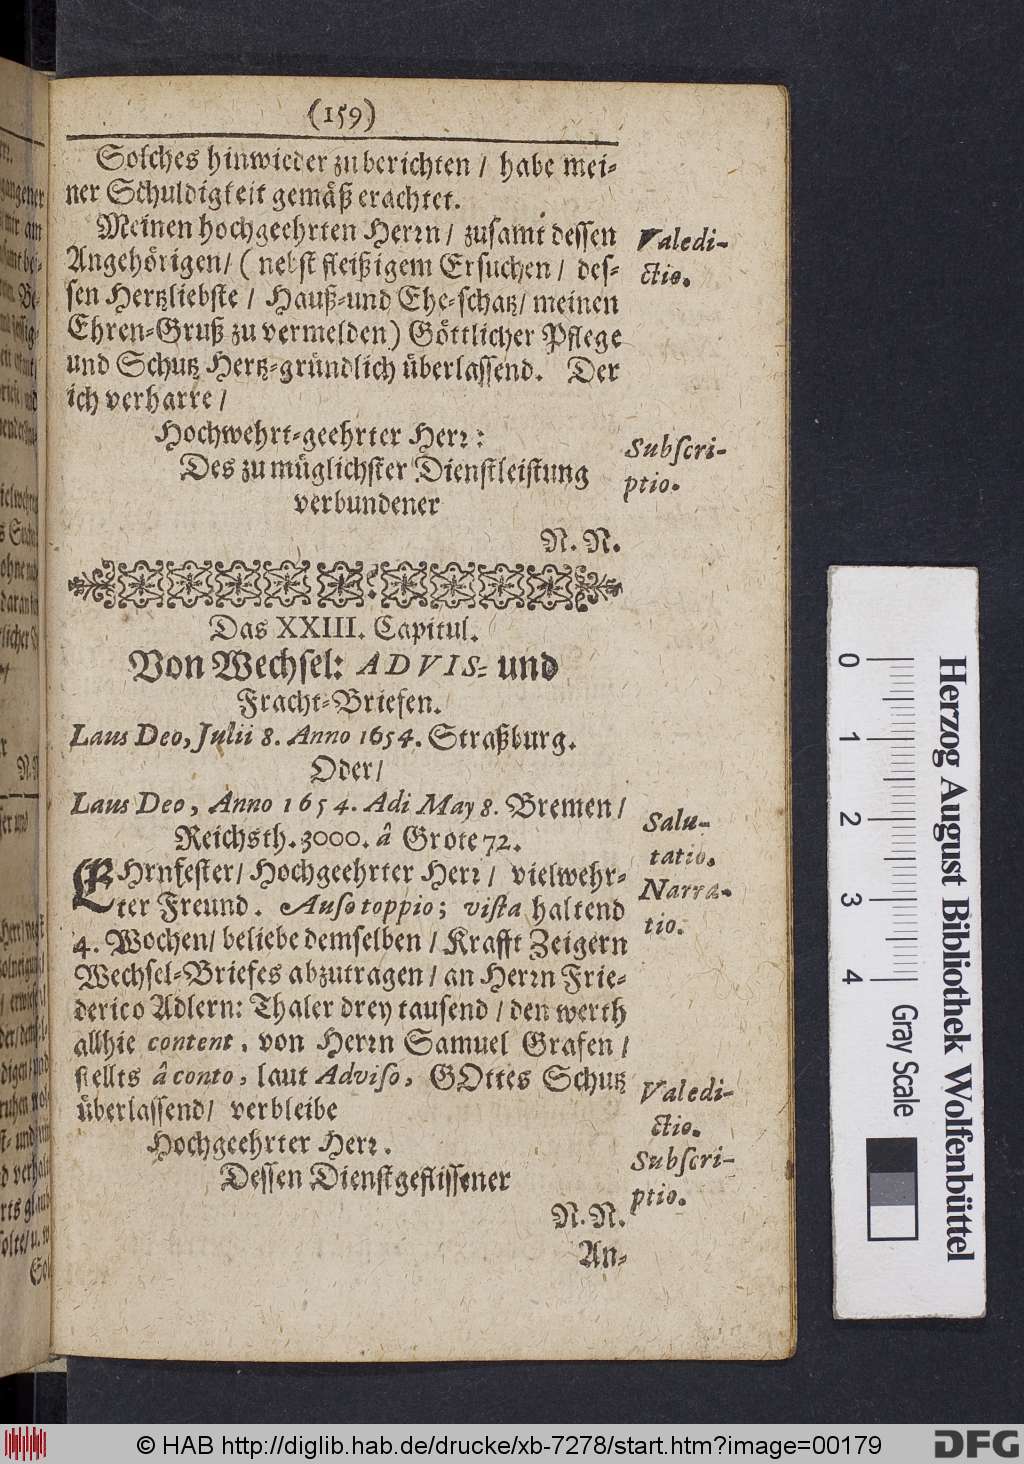 (159)
Solches hinwieder zu berichten / habe mei-
ner Schuldigkeit gemäß erachtet.
Meinen hochgeehrten Herꝛn / zusamt dessen
Valedi-
Angehörigen / ( nebst fleißigem Ersuchen / des-
ctio.
sen Hertzliebste / Hauß-und Ehe-schatz / meinen
Ehren-Gruß zu vermelden ) Göttlicher Pflege
und Schutz Hertz-gründlich überlassend. Der
ich verharre /
Hochwehrt-geehrter Herꝛ :
Subscri-
Des zu müglichster Dienstleistung
ptio.
verbundener
N. N.
Das XXIII. Capitul.
Von Wechsel: ADVIS- und
Fracht-Briefen.
Laus Deo, Julii 8. Anno 1654. Straßburg.
Oder /
Laus Deo, Anno 1654. Adi May 8. Bremen /
Reichsth. 3000. â Grote 72.
Salu-
tatio.
EHrnfester / Hochgeehrter Herꝛ / vielwehr-
Narra-
ter Freund. Auso toppio; vista haltend
tio.
4. Wochen / beliebe demselben / Krafft Zeigern
Wechsel-Briefes abzutragen / an Herꝛn Frie-
derico Adlern: Thaler drey tausend / den werth
allhie content, von Herꝛn Samuel Grafen /
stellts â conto, laut Adviso, GOttes Schutz
Valedi-
überlassend / verbleibe
ctio.
Hochgeehrter Herꝛ.
Subscri-
Dessen Dienstgeflissener
ptio.
N. N.
An-
0
1
2
3
4
Gray Scale
Herzog August Bibliothek Wolfenbüttel
© HAB http://diglib.hab.de/drucke/xb-7278/start.htm?image=00179
DFG